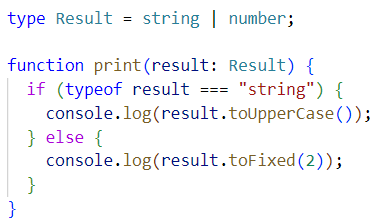 type Result = string | number;

function print(result: Result) {
  if (typeof result === "string") {
    console.log(result.toUpperCase());
  } else {
    console.log(result.toFixed(2));
  }
}